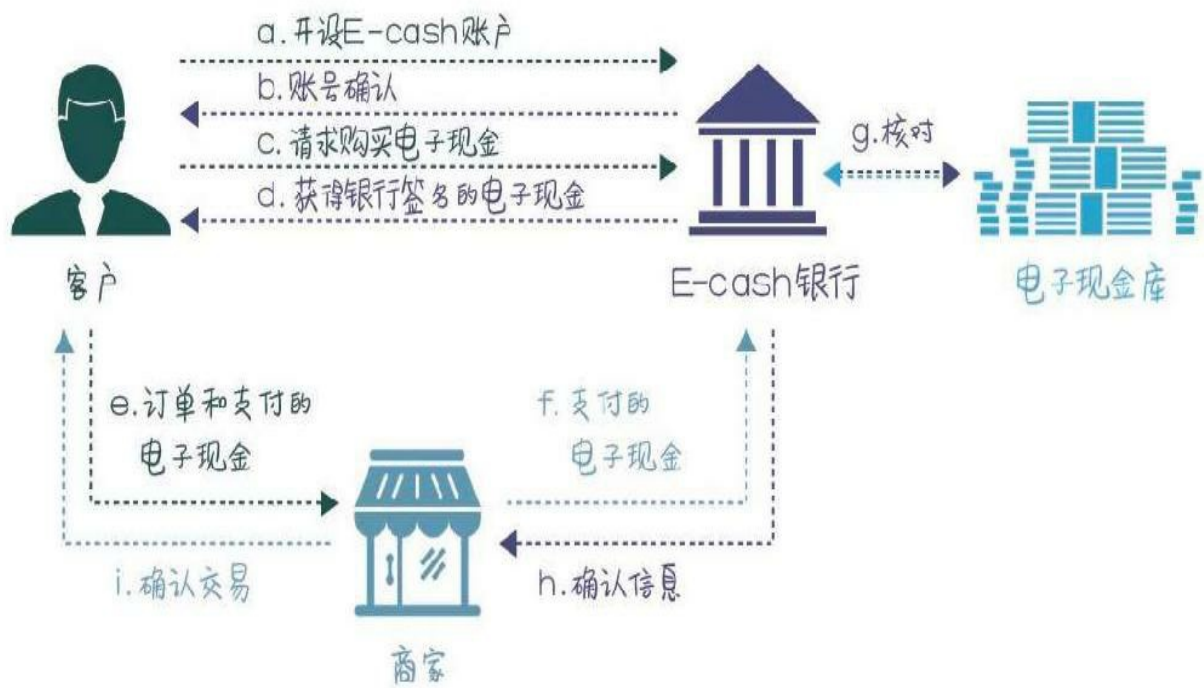 a.开设E-cash账户
b.账号确认
c.请求购买电子现金
d.获得银行签名的电子现金
g.核对
客户
E-cash银行
电子现金库
e.订单和支付的
电子现金
f.支付的
电子现金
i.确认交易
h.确认信息
商家